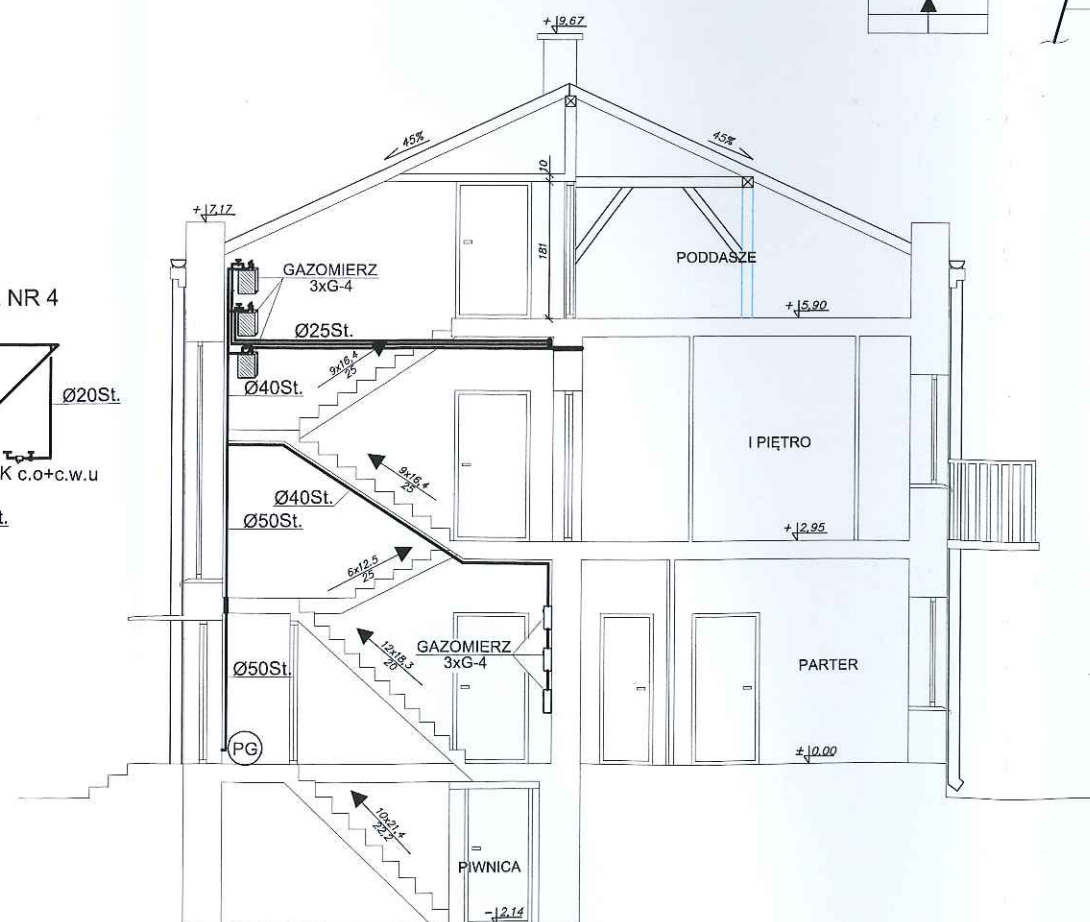 +9,67
45%
45%
10
+7,17
181
GAZOMIERZ
3xG-4
PODDASZE
NR 4
+5,90
Ø25St.
9x16,4
25
Ø40St.
Ø20St.
K c.o+c.w.u
t.
I PIĘTRO
9x16,4
25
Ø40St.
Ø50St.
+2,95
6x12,5
25
12x18,3
20
GAZOMIERZ
3xG-4
Ø50St.
PARTER
PG
±0,00
10x21,4
22,2
PIWNICA
-2,14